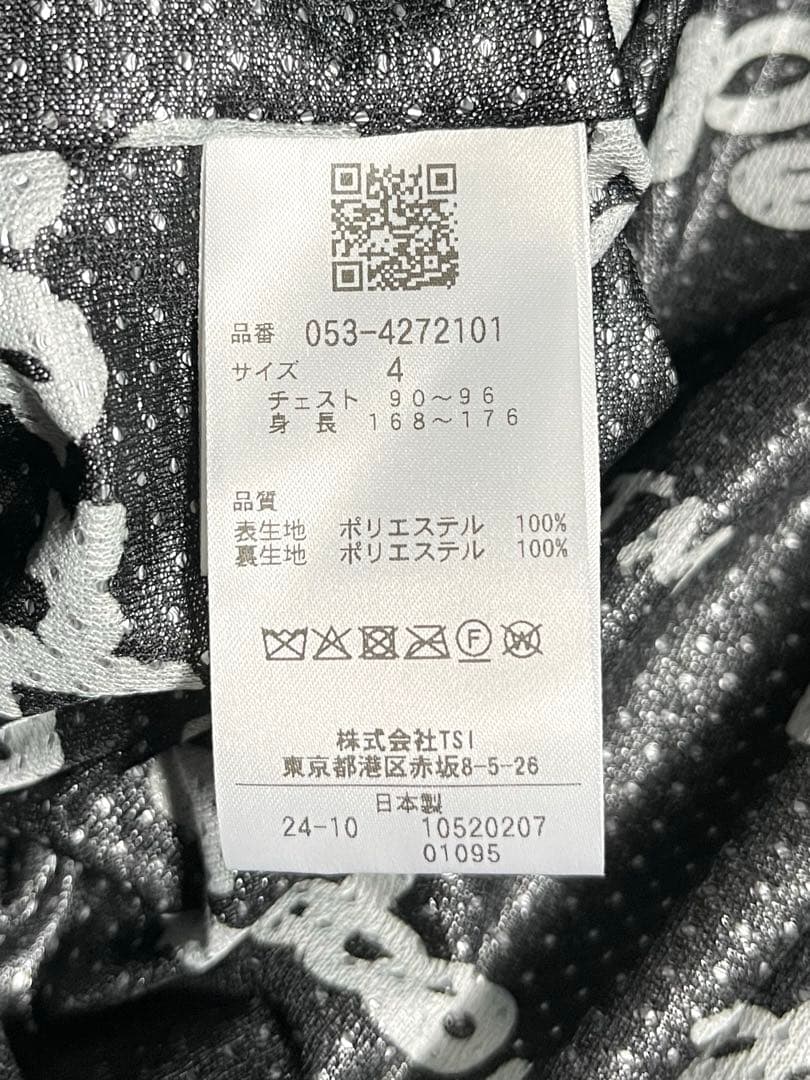 品番 053-4272101
サイズ 4
チェスト 90~96
身長 168~176
品質
表生地 ポリエステル 100%
裏生地 ポリエステル 100%
F
W
株式会社TSI
東京都港区赤坂8-5-26
日本製
24-10 10520207
01095